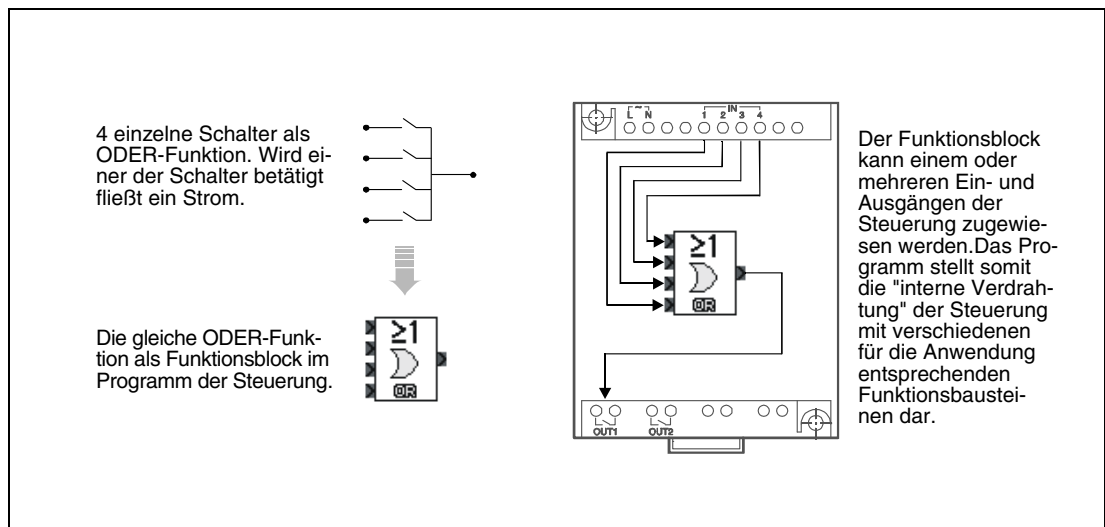 4 einzelne Schalter als
ODER-Funktion. Wird ei-
ner der Schalter betätigt
fließt ein Strom.
≥1
OR
Die gleiche ODER-Funk-
tion als Funktionsblock im
Programm der Steuerung.
~ IN
L N 1 2 3 4
≥1
OR
OUT1 OUT2
Der Funktionsblock
kann einem oder
mehreren Ein- und
Ausgängen der
Steuerung zugewie-
sen werden.Das Pro-
gramm stellt somit
die "interne Verdrah-
tung" der Steuerung
mit verschiedenen
für die Anwendung
entsprechenden
Funktionsbaustei-
nen dar.